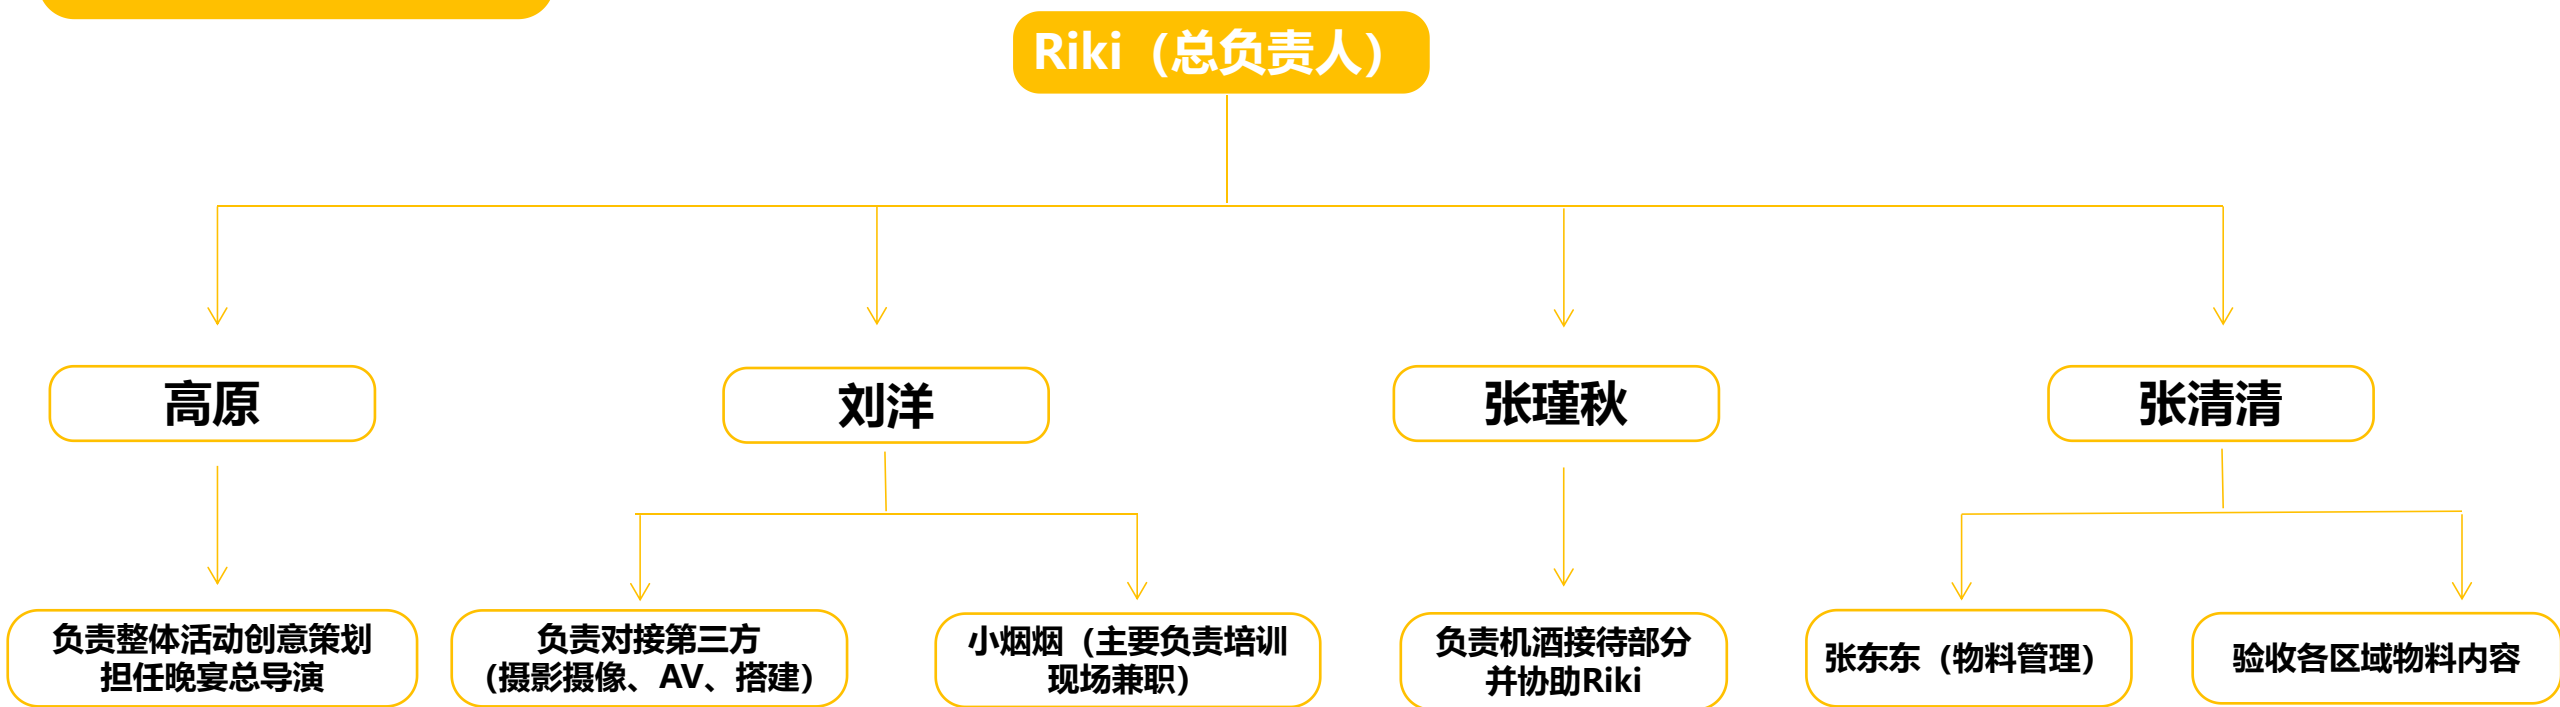 Riki（总负责人）
高原
刘洋
张瑾秋
张清清
负责整体活动创意策划
担任晚宴总导演
负责对接第三方
（摄影摄像、AV、搭建）
小烟烟（主要负责培训
现场兼职）
负责机酒接待部分
并协助Riki
张东东（物料管理）
验收各区域物料内容